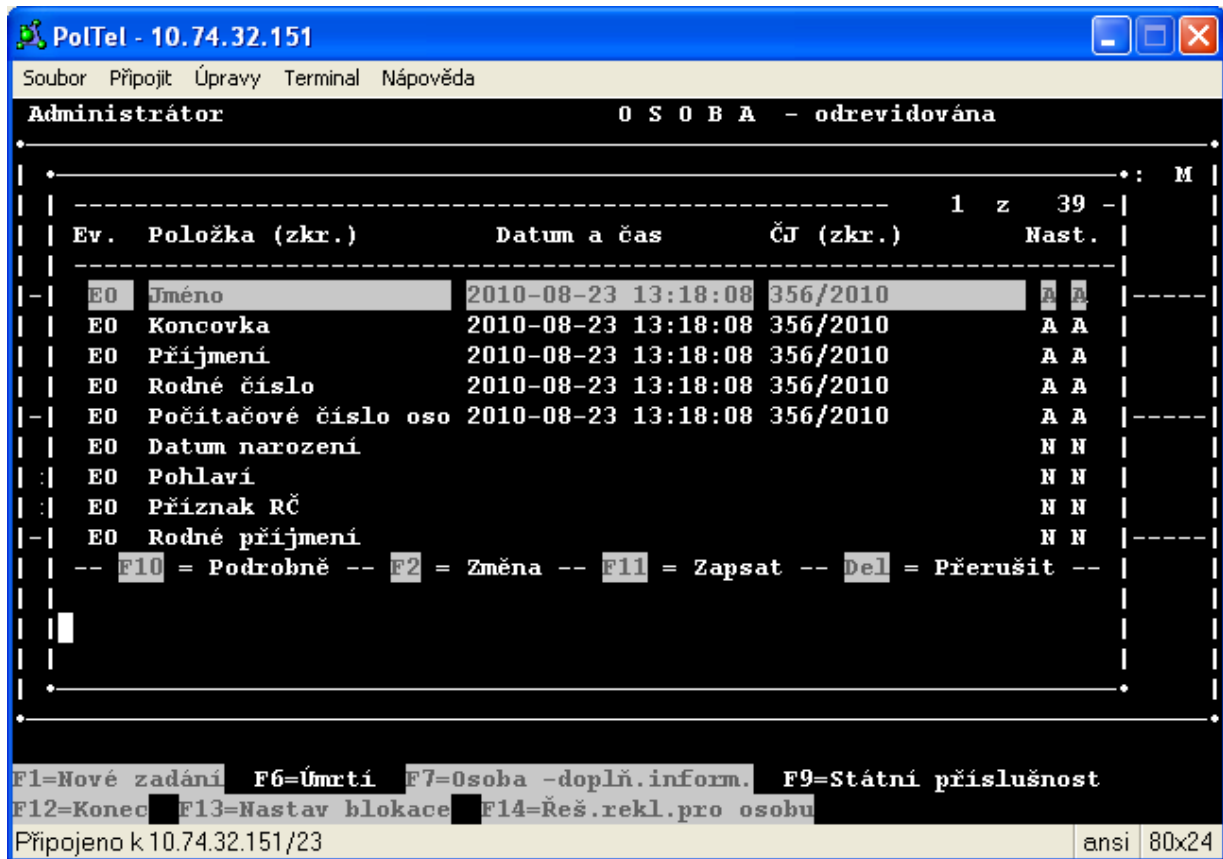 PolTel - 10.74.32.151
Soubor Připojit Úpravy Terminal Nápověda
Administrátor O S O B A - odrevidována
: M
1 z 39
Ev. Položka (zkr.) Datum a čas ČJ (zkr.) Nast.
E0 Jméno 2010-08-23 13:18:08 356/2010 A A
E0 Koncovka 2010-08-23 13:18:08 356/2010 A A
E0 Příjmení 2010-08-23 13:18:08 356/2010 A A
E0 Rodné číslo 2010-08-23 13:18:08 356/2010 A A
E0 Počítačové číslo oso 2010-08-23 13:18:08 356/2010 A A
E0 Datum narození N N
E0 Pohlaví N N
E0 Příznak RČ N N
E0 Rodné příjmení N N
-- F10 = Podrobně -- F2 = Změna -- F11 = Zapsat -- Del = Přerušit --
F1=Nové zadání F6=Úmrtí F7=Osoba -doplň.inform. F9=Státní příslušnost
F12=Konec F13=Nastav blokace F14=Řeš.rekl.pro osobu
Připojeno k 10.74.32.151/23 ansi 80x24